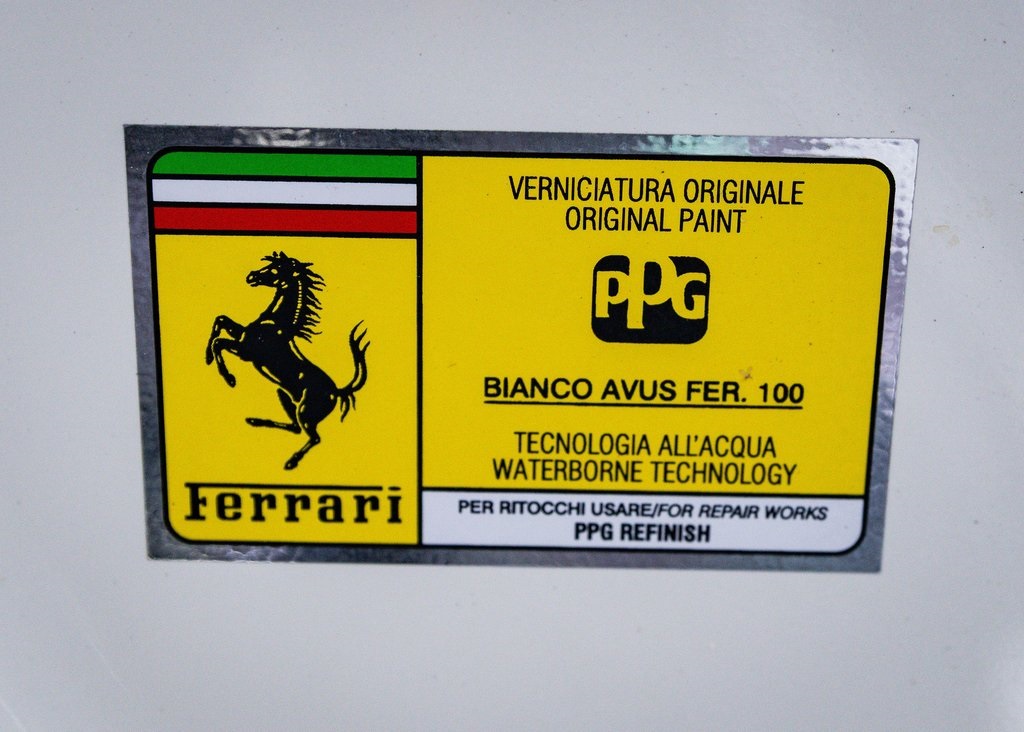 Ferrari
VERNICIATURA ORIGINALE
ORIGINAL PAINT
PPG
BIANCO AVUS FER. 100
TECNOLOGIA ALL'ACQUA
WATERBORNE TECHNOLOGY
PER RITOCCHI USARE/FOR REPAIR WORKS
PPG REFINISH